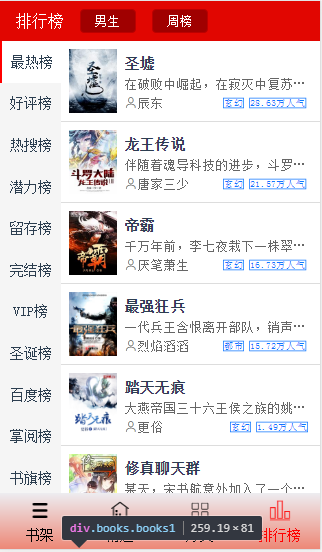 排行榜 男生 周榜
最热榜
好评榜
热搜榜
潜力榜
留存榜
完结榜
VIP榜
圣诞榜
百度榜
掌阅榜
书旗榜
圣墟
在破败中崛起，在寂灭中复苏…
辰东 玄幻 25.63万人气
龙王传说
伴随着魂导科技的进步，斗罗…
唐家三少 玄幻 21.57万人气
帝霸
千万年前，李七夜栽下一株翠…
厌笔萧生 玄幻 16.73万人气
最强狂兵
一代兵王含恨离开部队，销声…
烈焰滔滔 都市 15.72万人气
踏天无痕
大燕帝国三十六王侯之族的姚…
更俗 玄幻 1.49万人气
修真聊天群
某天，宋书航意外加入了一个…
书架 排行榜
div.books.books1 259.19×81